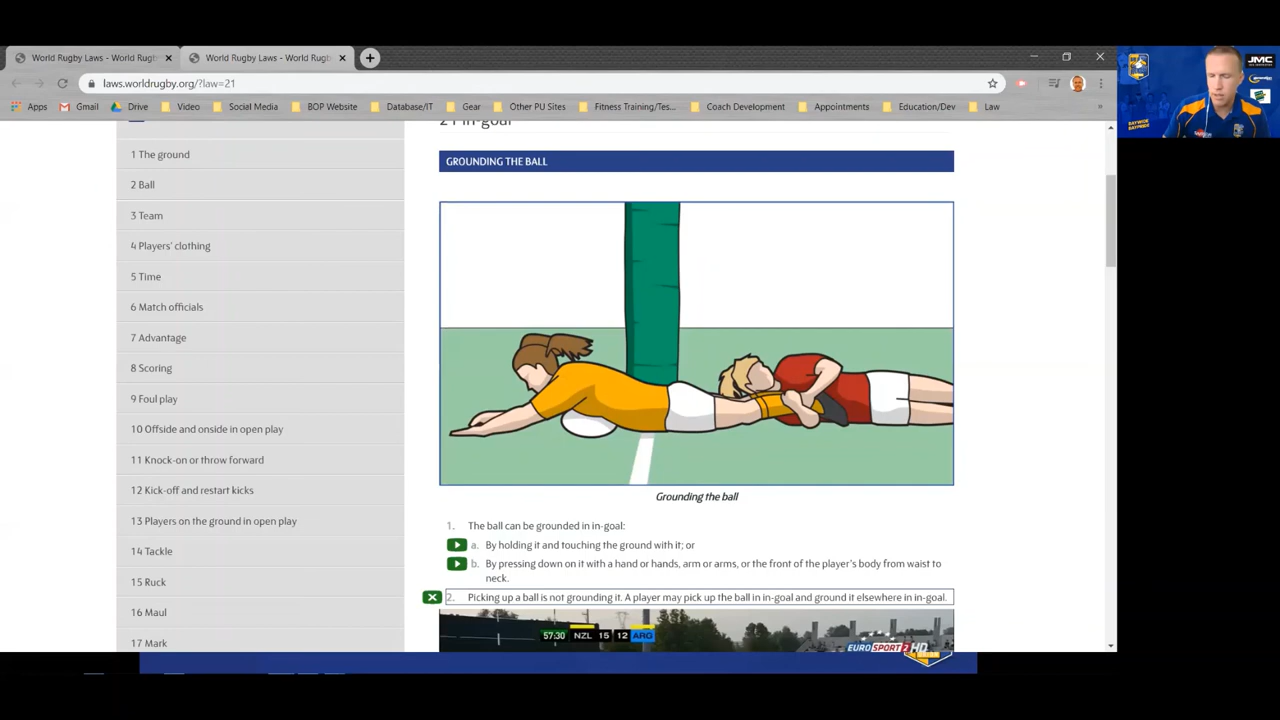 World Rugby Laws - World Rugb
World Rugby Laws - World Rugb
laws.worldrugby.org/?law=21
Apps
Gmail
Drive
Video
Social Media
BOP Website
Database/IT
Gear
Other PU Sites
Fitness Training/Tes...
Coach Development
Appointments
Education/Dev
Law
JMC
BAYWIDE
BAYPRIDE
21 In-goal
GROUNDING THE BALL
1 The ground
2 Ball
3 Team
4 Players' clothing
5 Time
6 Match officials
7 Advantage
8 Scoring
9 Foul play
10 Offside and onside in open play
11 Knock-on or throw forward
12 Kick-off and restart kicks
13 Players on the ground in open play
14 Tackle
15 Ruck
16 Maul
17 Mark
Grounding the ball
1. The ball can be grounded in in-goal:
a. By holding it and touching the ground with it; or
b. By pressing down on it with a hand or hands, arm or arms, or the front of the player's body from waist to
neck.
2. Picking up a ball is not grounding it. A player may pick up the ball in in-goal and ground it elsewhere in in-goal.
57:30 NZL 15 12 ARG
EUROSPORT 2 HD